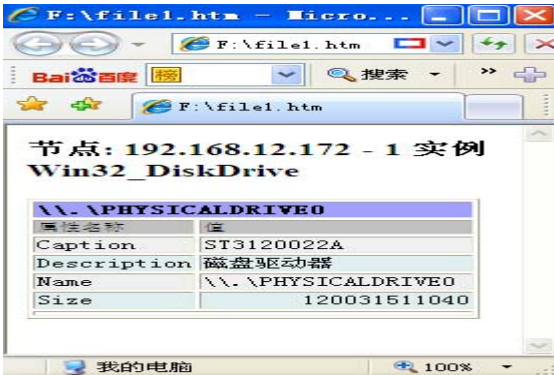 F:\file1.htm - Micro...
F:\file1.htm
Bai百度 榜 搜索 »
F:\file1.htm
节点: 192.168.12.172 - 1 实例
Win32_DiskDrive
\\.\PHYSICALDRIVE0
属性名称 值
Caption ST3120022A
Description 磁盘驱动器
Name \\.\PHYSICALDRIVE0
Size 120031511040
我的电脑 100%